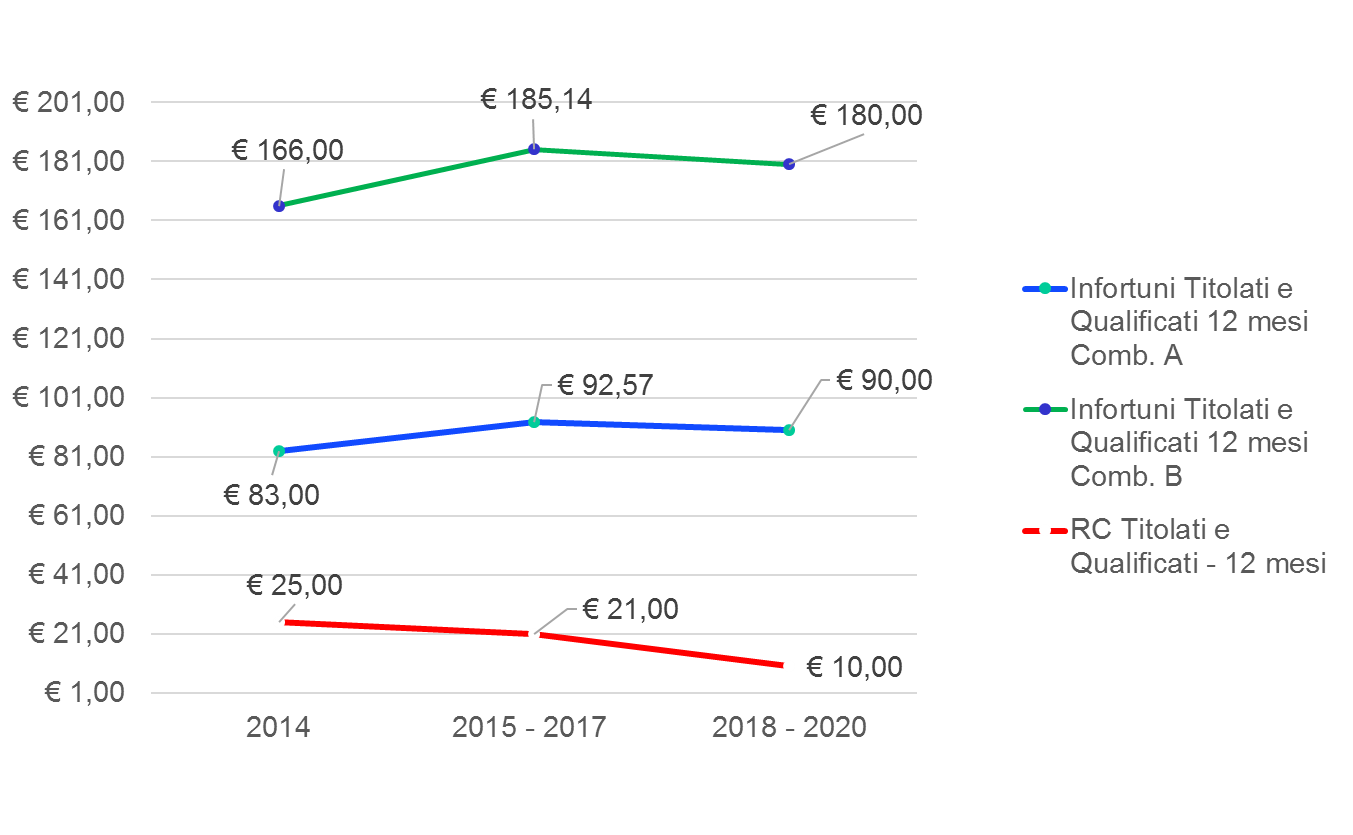 € 201,00
€ 181,00
€ 161,00
€ 141,00
€ 121,00
€ 101,00
€ 81,00
€ 61,00
€ 41,00
€ 21,00
€ 1,00
€ 166,00
€ 185,14
€ 180,00
€ 83,00
€ 92,57
€ 90,00
€ 25,00
€ 21,00
€ 10,00
2014
2015 - 2017
2018 - 2020
Infortuni Titolati e
Qualificati 12 mesi
Comb. A
Infortuni Titolati e
Qualificati 12 mesi
Comb. B
RC Titolati e
Qualificati - 12 mesi